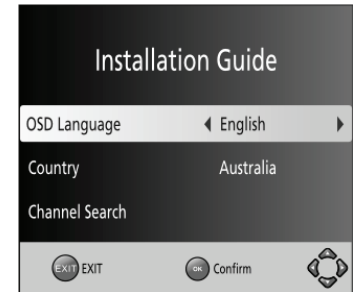 Installation Guide
OSD Language English
Country Australia
Channel Search
EXIT EXIT OK Confirm